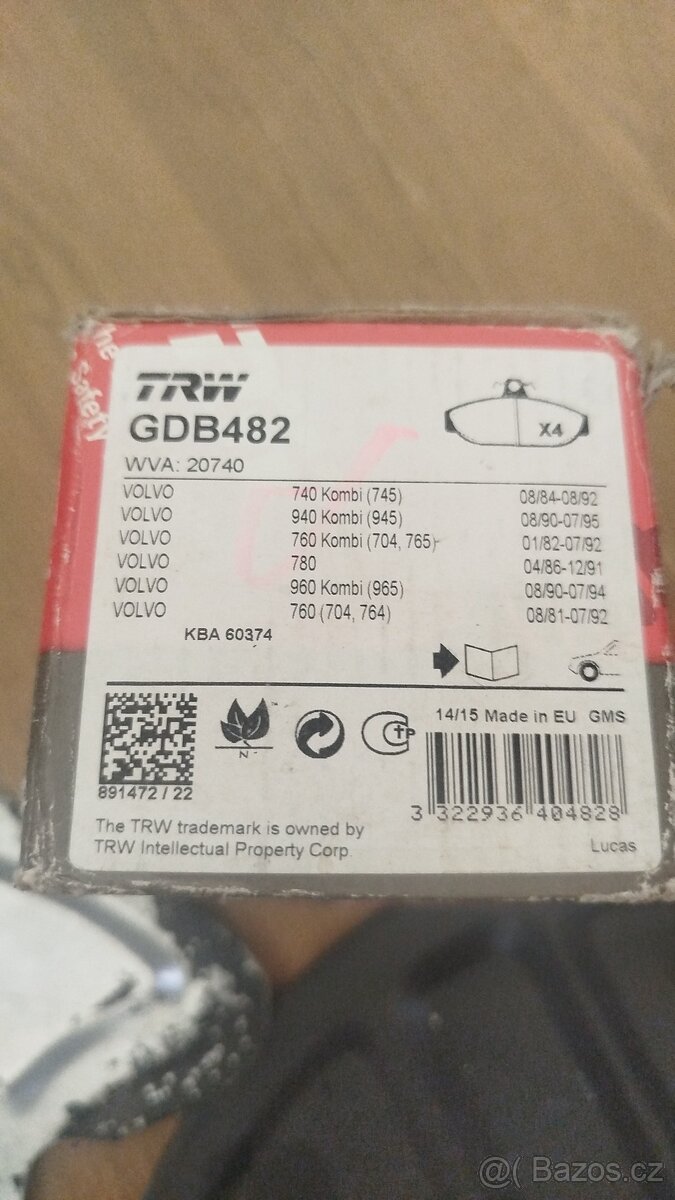 the
Safety
TRW
GDB482
X4
WVA: 20740
VOLVO 740 Kombi (745) 08/84-08/92
VOLVO 940 Kombi (945) 08/90-07/95
VOLVO 760 Kombi (704, 765) 01/82-07/92
VOLVO 780 04/86-12/91
VOLVO 960 Kombi (965) 08/90-07/94
VOLVO 760 (704, 764) 08/81-07/92
KBA 60374
N
14/15 Made in EU GMS
891472 / 22
3 322936 404828
The TRW trademark is owned by
TRW Intellectual Property Corp
Lucas
@( Bazos.cz